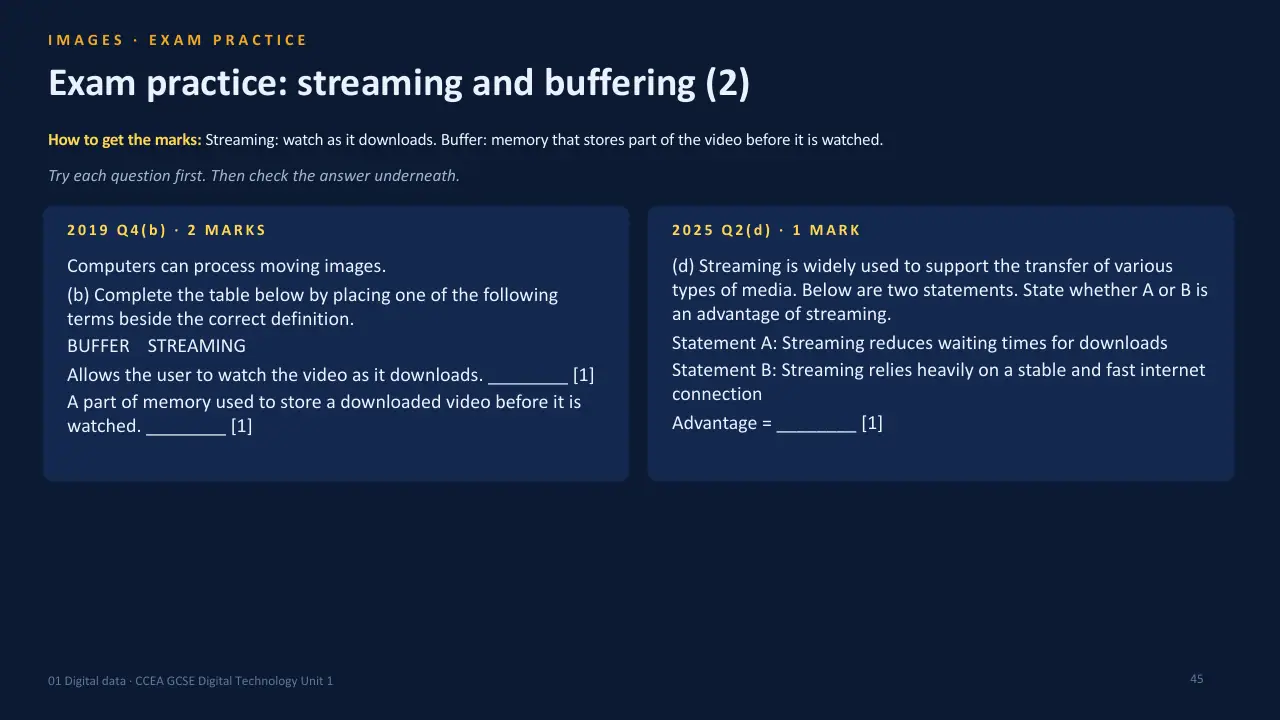 IMAGES · EXAM PRACTICE
Exam practice: streaming and buffering (2)
How to get the marks: Streaming: watch as it downloads. Buffer: memory that stores part of the video before it is watched.
Try each question first. Then check the answer underneath.
2019 Q4(b) · 2 MARKS
Computers can process moving images.
(b) Complete the table below by placing one of the following
terms beside the correct definition.
BUFFER STREAMING
Allows the user to watch the video as it downloads. ________ [1]
A part of memory used to store a downloaded video before it is
watched. ________ [1]
2025 Q2(d) · 1 MARK
(d) Streaming is widely used to support the transfer of various
types of media. Below are two statements. State whether A or B is
an advantage of streaming.
Statement A: Streaming reduces waiting times for downloads
Statement B: Streaming relies heavily on a stable and fast internet
connection
Advantage = ________ [1]
01 Digital data · CCEA GCSE Digital Technology Unit 1
45